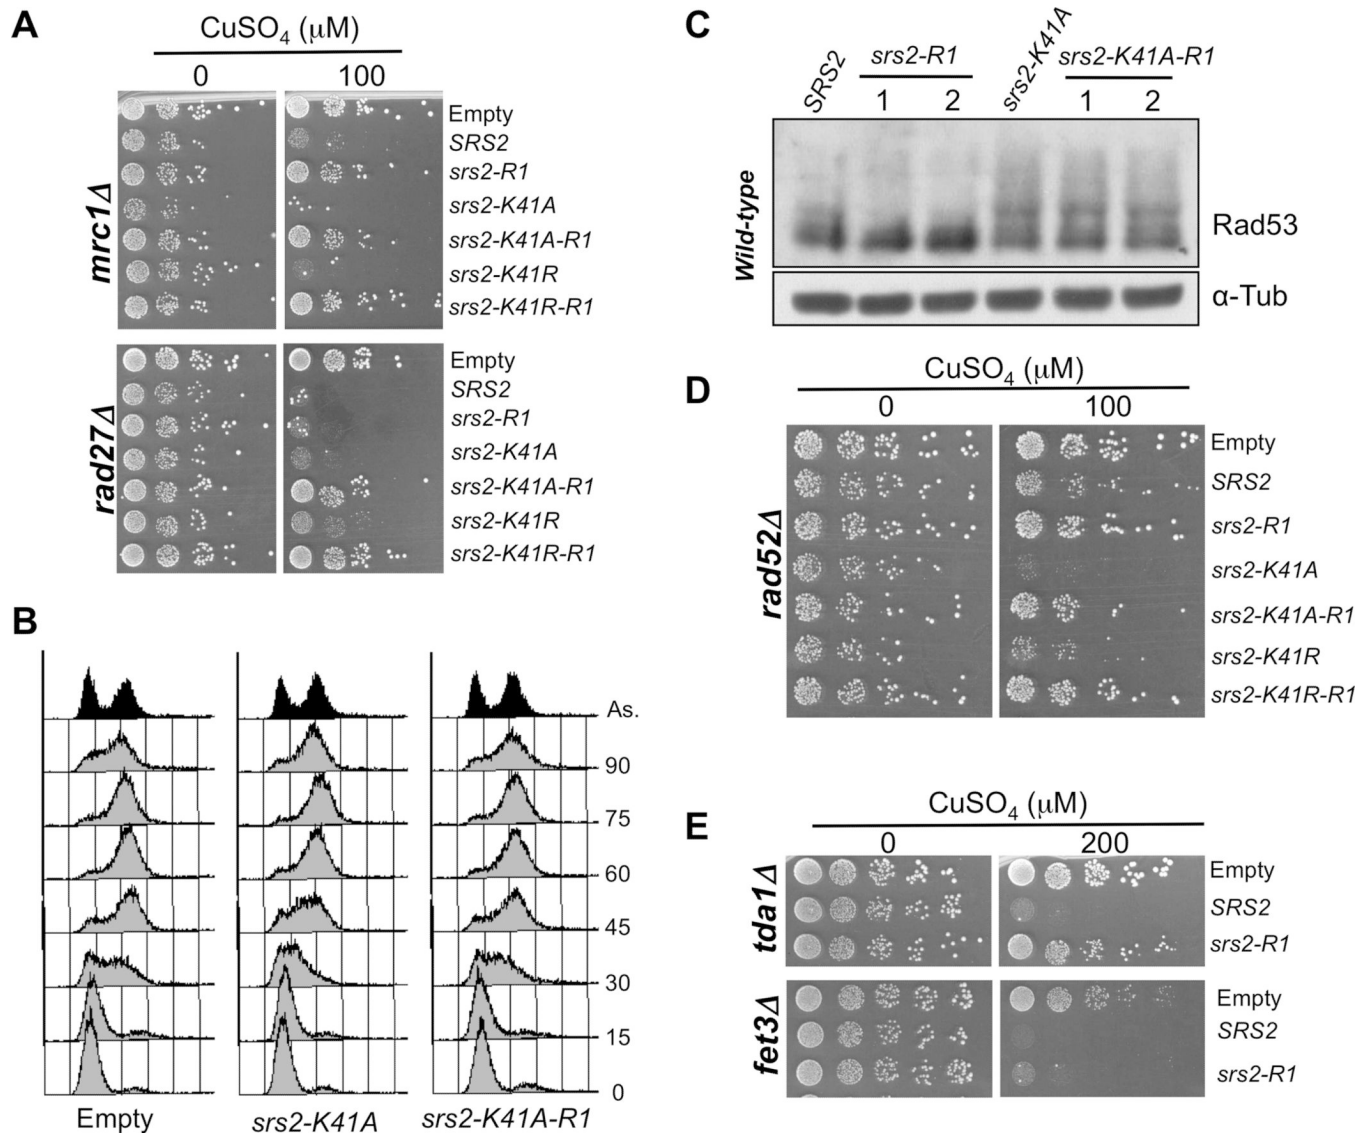 A
CuSO4 (µM)
0 100
mrc1Δ
Empty
SRS2
srs2-R1
srs2-K41A
srs2-K41A-R1
srs2-K41R
srs2-K41R-R1
rad27Δ
Empty
SRS2
srs2-R1
srs2-K41A
srs2-K41A-R1
srs2-K41R
srs2-K41R-R1
B
As.
90
75
60
45
30
15
0
Empty srs2-K41A srs2-K41A-R1
C
SRS2 srs2-R1 srs2-K41A srs2-K41A-R1
1 2 1 2
Wild-type
Rad53
α-Tub
D
CuSO4 (µM)
0 100
rad52Δ
Empty
SRS2
srs2-R1
srs2-K41A
srs2-K41A-R1
srs2-K41R
srs2-K41R-R1
E
CuSO4 (µM)
0 200
tda1Δ
Empty
SRS2
srs2-R1
fet3Δ
Empty
SRS2
srs2-R1